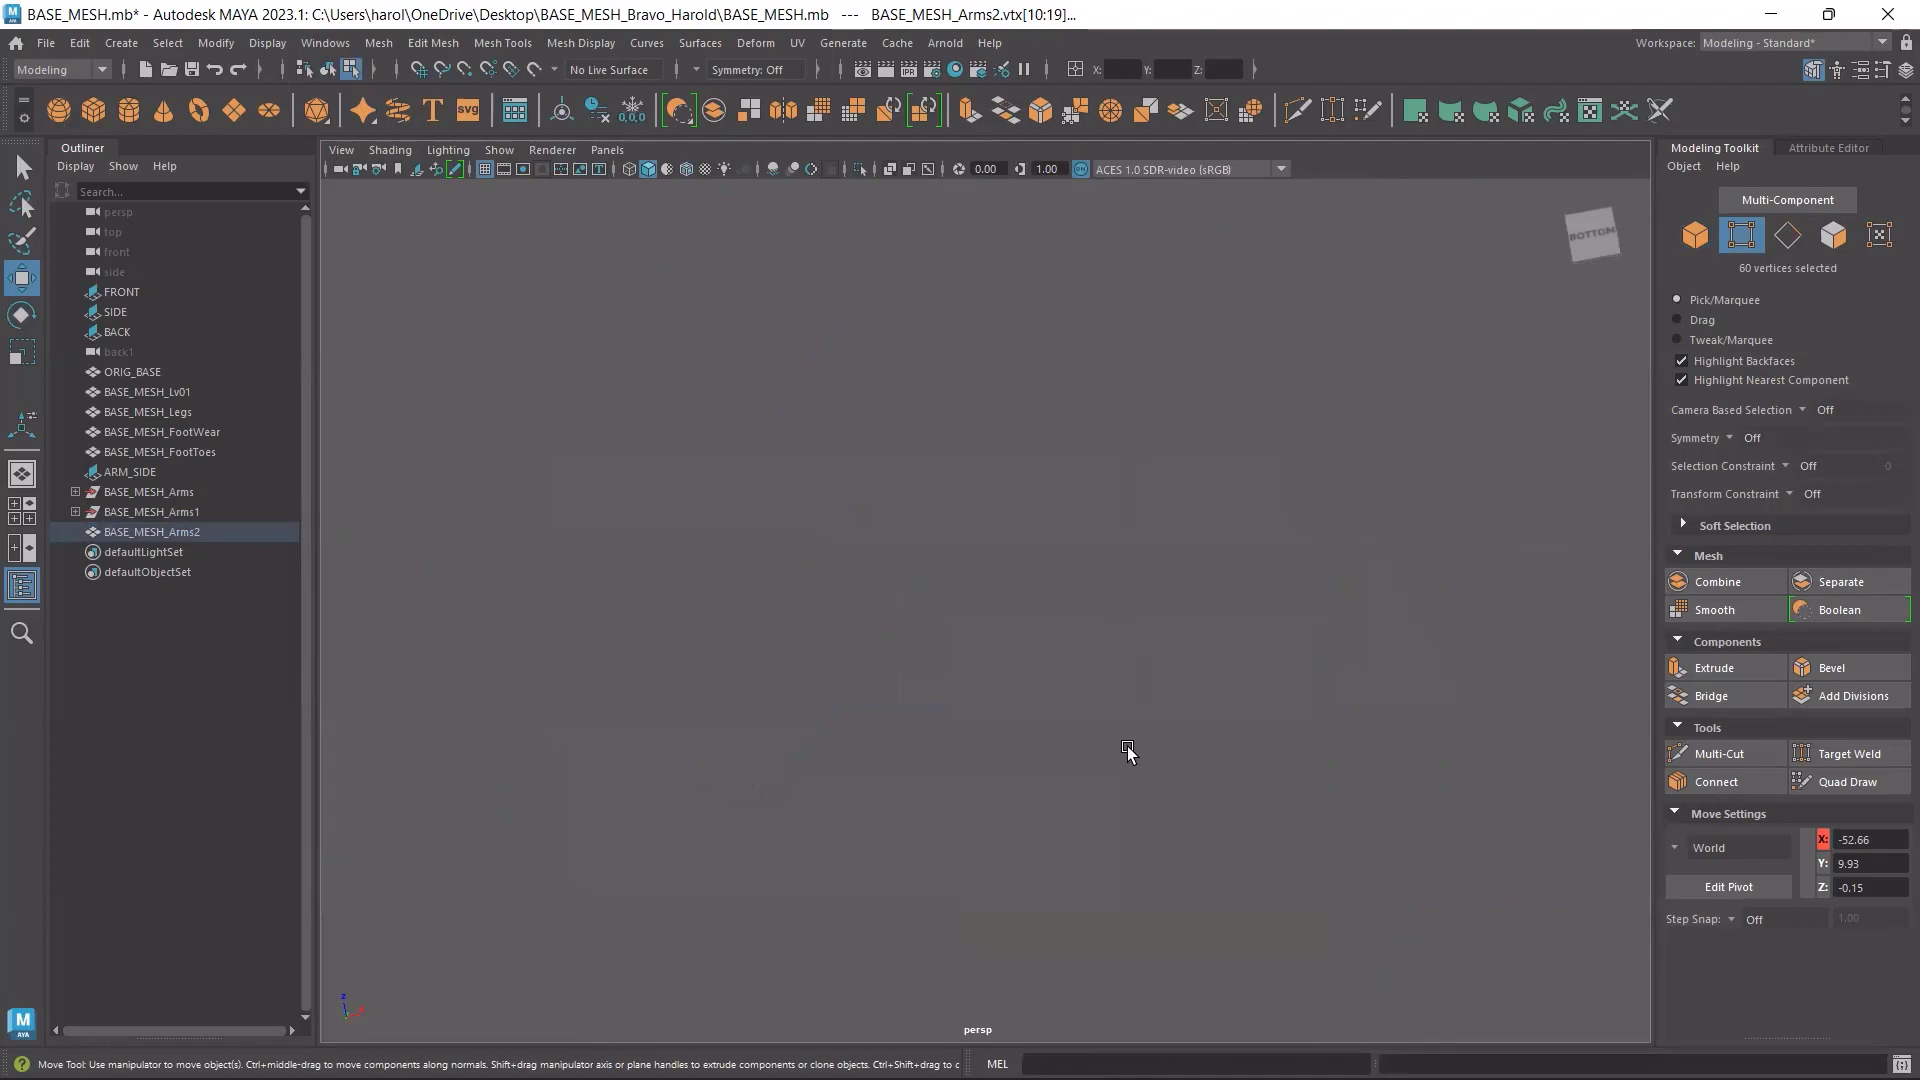 BASE_MESH.mb* - Autodesk MAYA 2023.1: C:\Users\harol\OneDrive\Desktop\BASE_MESH_Bravo_Harold\BASE_MESH.mb --- BASE_MESH_Arms2.vtx[10:19]...
File Edit Create Select Modify Display Windows Mesh Edit Mesh Mesh Tools Mesh Display Curves Surfaces Deform UV Generate Cache Arnold Help
Workspace: Modeling - Standard*
Modeling No Live Surface Symmetry: Off X: Y: Z:
Outliner
Display Show Help
Search...
persp
top
front
side
FRONT
SIDE
BACK
back1
ORIG_BASE
BASE_MESH_Lv01
BASE_MESH_Legs
BASE_MESH_FootWear
BASE_MESH_FootToes
ARM_SIDE
BASE_MESH_Arms
BASE_MESH_Arms1
BASE_MESH_Arms2
defaultLightSet
defaultObjectSet
View Shading Lighting Show Renderer Panels
0.00 1.00 ACES 1.0 SDR-video (sRGB)
BOTTOM
z
persp
Modeling Toolkit Attribute Editor
Object Help
Multi-Component
60 vertices selected
Pick/Marquee
Drag
Tweak/Marquee
Highlight Backfaces
Highlight Nearest Component
Camera Based Selection Off
Symmetry Off
Selection Constraint Off 0
Transform Constraint Off
Soft Selection
Mesh
Combine Separate
Smooth Boolean
Components
Extrude Bevel
Bridge Add Divisions
Tools
Multi-Cut Target Weld
Connect Quad Draw
Move Settings
World
X: -52.66
Y: 9.93
Edit Pivot
Z: -0.15
Step Snap: Off 1.00
M
AYA
Move Tool: Use manipulator to move object(s). Ctrl+middle-drag to move components along normals. Shift+drag manipulator axis or plane handles to extrude components or clone objects. Ctrl+Shift+drag to c
MEL